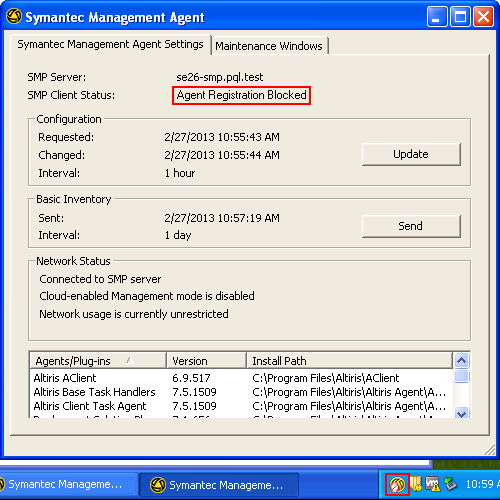 Symantec Management Agent
Symantec Management Agent Settings
Maintenance Windows
SMP Server: se26-smp.pql.test
SMP Client Status: Agent Registration Blocked
Configuration
Requested: 2/27/2013 10:55:43 AM
Changed: 2/27/2013 10:55:44 AM
Update
Interval: 1 hour
Basic Inventory
Sent: 2/27/2013 10:57:19 AM
Send
Interval: 1 day
Network Status
Connected to SMP server
Cloud-enabled Management mode is disabled
Network usage is currently unrestricted
Agents/Plug-ins Version Install Path
Altiris AClient 6.9.517 C:\Program Files\Altiris\AClient
Altiris Base Task Handlers 7.5.1509 C:\Program Files\Altiris\Altiris Agent\A...
Altiris Client Task Agent 7.5.1509 C:\Program Files\Altiris\Altiris Agent\A...
Symantec Manageme... Symantec Manageme... 10:59